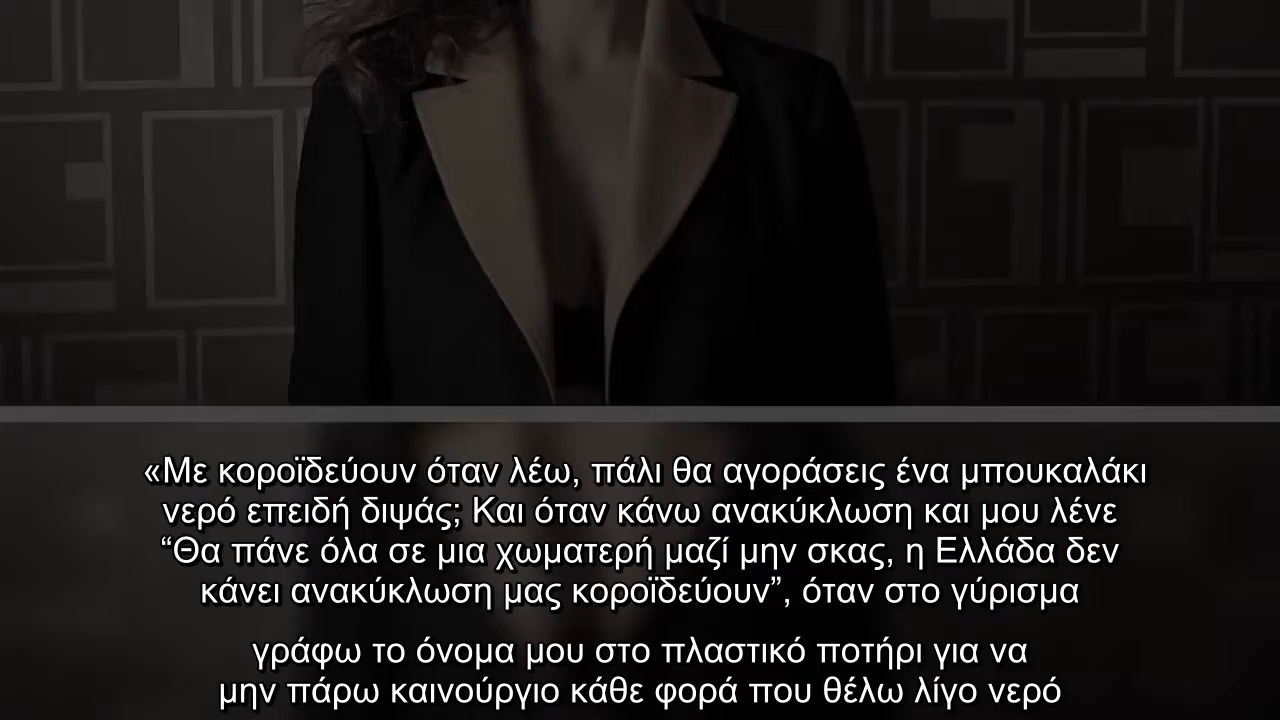 «Με κοροϊδεύουν όταν λέω, πάλι θα αγοράσεις ένα μπουκαλάκι
νερό επειδή διψάς; Και όταν κάνω ανακύκλωση και μου λένε
“Θα πάνε όλα σε μια χωματερή μαζί μην σκας, η Ελλάδα δεν
κάνει ανακύκλωση μας κοροϊδεύουν”, όταν στο γύρισμα
γράφω το όνομα μου στο πλαστικό ποτήρι για να
μην πάρω καινούργιο κάθε φορά που θέλω λίγο νερό